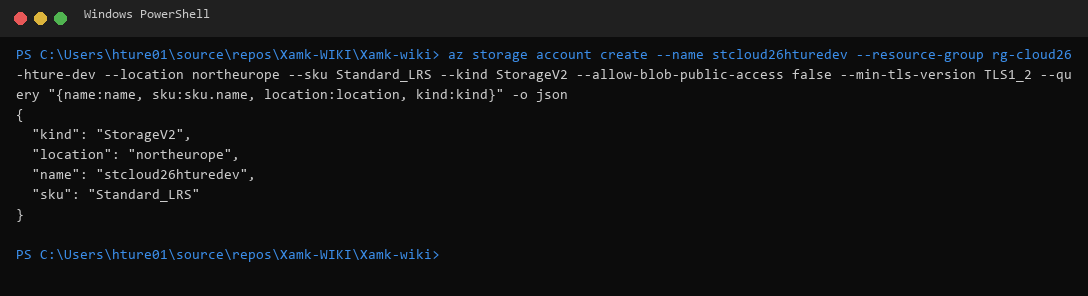 Windows PowerShell
PS C:\Users\hture01\source\repos\Xamk-WIKI\Xamk-wiki> az storage account create --name stcloud26hturedev --resource-group rg-cloud26
-hture-dev --location northeurope --sku Standard_LRS --kind StorageV2 --allow-blob-public-access false --min-tls-version TLS1_2 --qu
ery "{name:name, sku:sku.name, location:location, kind:kind}" -o json
{
  "kind": "StorageV2",
  "location": "northeurope",
  "name": "stcloud26hturedev",
  "sku": "Standard_LRS"
}
PS C:\Users\hture01\source\repos\Xamk-WIKI\Xamk-wiki>